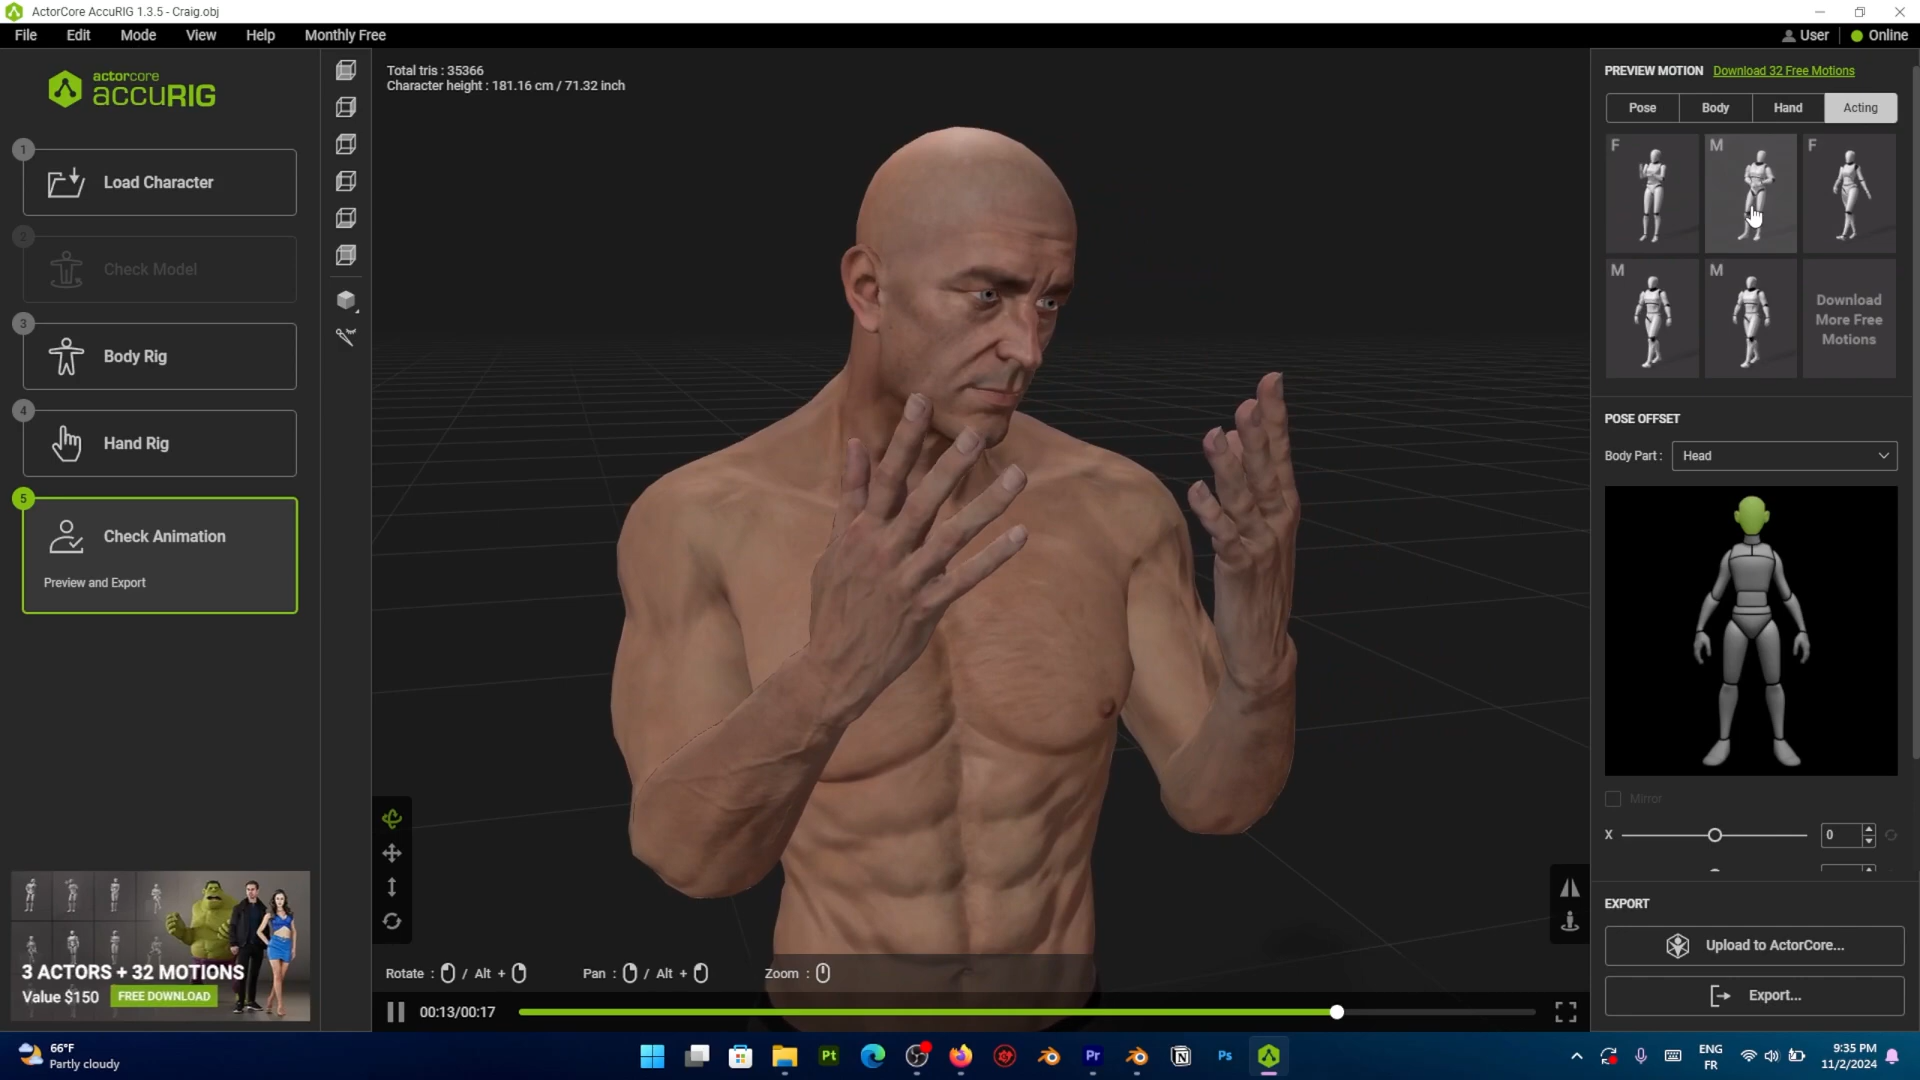 ActorCore AccuRIG 1.3.5 - Craig.obj
File Edit Mode View Help Monthly Free
User Online
actorcore
accuRIG
1
Load Character
2
Check Model
3
Body Rig
4
Hand Rig
5
Check Animation
Preview and Export
3 ACTORS + 32 MOTIONS
Value $150 FREE DOWNLOAD
Total tris : 35366
Character height : 181.16 cm / 71.32 inch
Rotate : / Alt + Pan : / Alt + Zoom :
00:13/00:17
PREVIEW MOTION Download 32 Free Motions
Pose Body Hand Acting
F M F
M M
Download
More Free
Motions
POSE OFFSET
Body Part : Head
Mirror
X 0
EXPORT
Upload to ActorCore...
Export...
66°F
Partly cloudy
Pt Pr Ps
ENG
FR
9:35 PM
11/2/2024